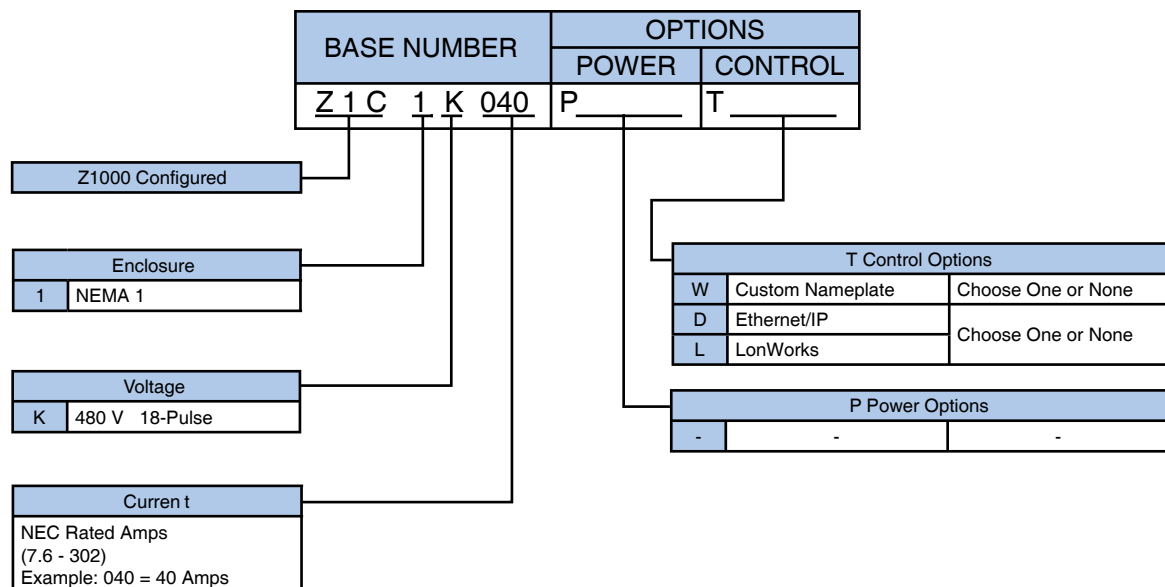 BASE NUMBER
OPTIONS
POWER CONTROL
Z 1 C 1 K 040 P T
Z1000 Configured
Enclosure
1 NEMA 1
Voltage
K 480 V 18-Pulse
Curren t
NEC Rated Amps
(7.6 - 302)
Example: 040 = 40 Amps
T Control Options
W Custom Nameplate Choose One or None
D Ethernet/IP
Choose One or None
L LonWorks
P Power Options
- - -